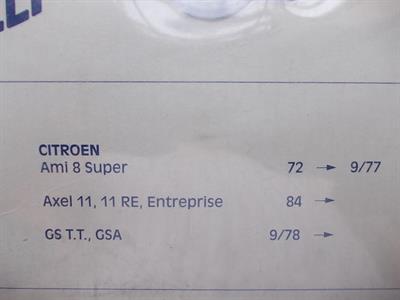 CITROEN
Ami 8 Super 72 → 9/77
Axel 11, 11 RE, Entreprise 84 →
GS T.T., GSA 9/78 →